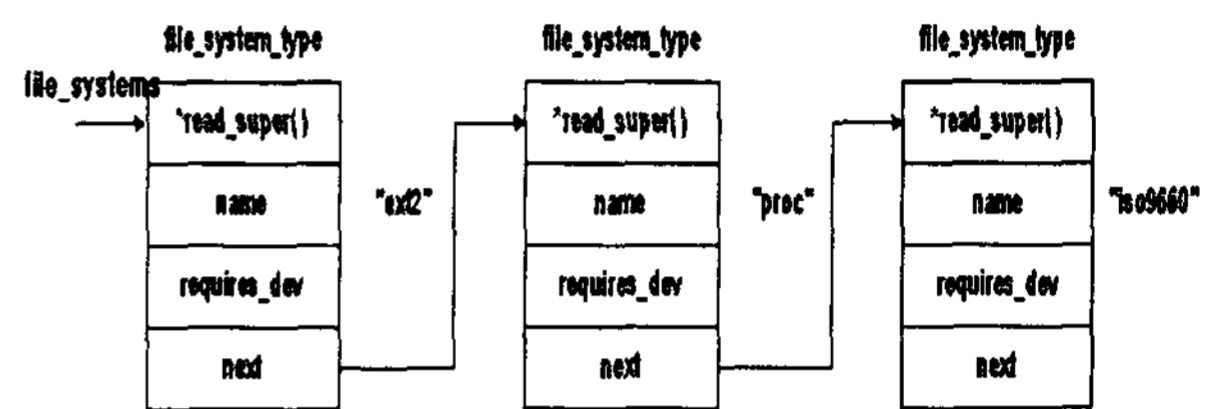 file_system_type file_system_type file_system_type
file_systems
*read_super() *read_super() *read_super()
name "ext2" name "proc" name "iso9660"
requires_dev requires_dev requires_dev
next next next